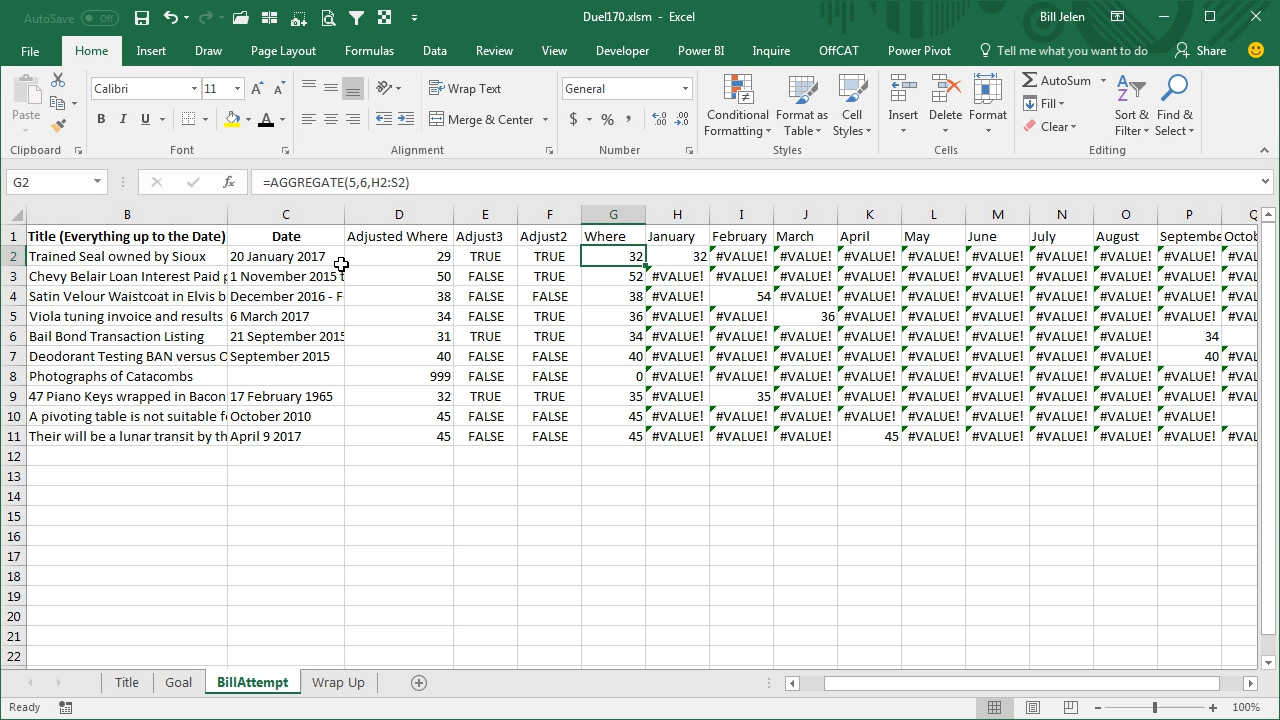 AutoSave Off Duel170.xlsm - Excel Bill Jelen
File Home Insert Draw Page Layout Formulas Data Review View Developer Power BI Inquire OffCAT Power Pivot Tell me what you want to do Share
Calibri 11 A A Wrap Text General AutoSum
Paste Conditional Format as Cell Insert Delete Format Fill Sort & Find &
B I U A Merge & Center $ % , Formatting Table Styles Clear Filter Select
Clipboard Font Alignment Number Styles Cells Editing
G2 fx =AGGREGATE(5,6,H2:S2)
B C D E F G H I J K L M N O P Q
1 Title (Everything up to the Date) Date Adjusted Where Adjust3 Adjust2 Where January February March April May June July August Septembe Octob
2 Trained Seal owned by Sioux 20 January 2017 29 TRUE TRUE 32 32 #VALUE! #VALUE! #VALUE! #VALUE! #VALUE! #VALUE! #VALUE! #VALUE! #VAL
3 Chevy Belair Loan Interest Paid p 1 November 2015 t 50 FALSE TRUE 52 #VALUE! #VALUE! #VALUE! #VALUE! #VALUE! #VALUE! #VALUE! #VALUE! #VALUE! #VAL
4 Satin Velour Waistcoat in Elvis b December 2016 - F 38 FALSE FALSE 38 #VALUE! 54 #VALUE! #VALUE! #VALUE! #VALUE! #VALUE! #VALUE! #VALUE! #VAL
5 Viola tuning invoice and results 6 March 2017 34 FALSE TRUE 36 #VALUE! #VALUE! 36 #VALUE! #VALUE! #VALUE! #VALUE! #VALUE! #VALUE! #VAL
6 Bail Bond Transaction Listing 21 September 2015 31 TRUE TRUE 34 #VALUE! #VALUE! #VALUE! #VALUE! #VALUE! #VALUE! #VALUE! #VALUE! 34
7 Deodorant Testing BAN versus C September 2015 40 FALSE FALSE 40 #VALUE! #VALUE! #VALUE! #VALUE! #VALUE! #VALUE! #VALUE! #VALUE! 40 #VAL
8 Photographs of Catacombs 999 FALSE FALSE 0 #VALUE! #VALUE! #VALUE! #VALUE! #VALUE! #VALUE! #VALUE! #VALUE! #VALUE! #VAL
9 47 Piano Keys wrapped in Bacon 17 February 1965 32 TRUE TRUE 35 #VALUE! 35 #VALUE! #VALUE! #VALUE! #VALUE! #VALUE! #VALUE! #VALUE! #VAL
10 A pivoting table is not suitable fo October 2010 45 FALSE FALSE 45 #VALUE! #VALUE! #VALUE! #VALUE! #VALUE! #VALUE! #VALUE! #VALUE! #VALUE!
11 Their will be a lunar transit by th April 9 2017 45 FALSE FALSE 45 #VALUE! #VALUE! #VALUE! 45 #VALUE! #VALUE! #VALUE! #VALUE! #VALUE! #VAL
12
13
14
15
16
17
18
19
20
21
22
Title Goal BillAttempt Wrap Up
Ready 100%